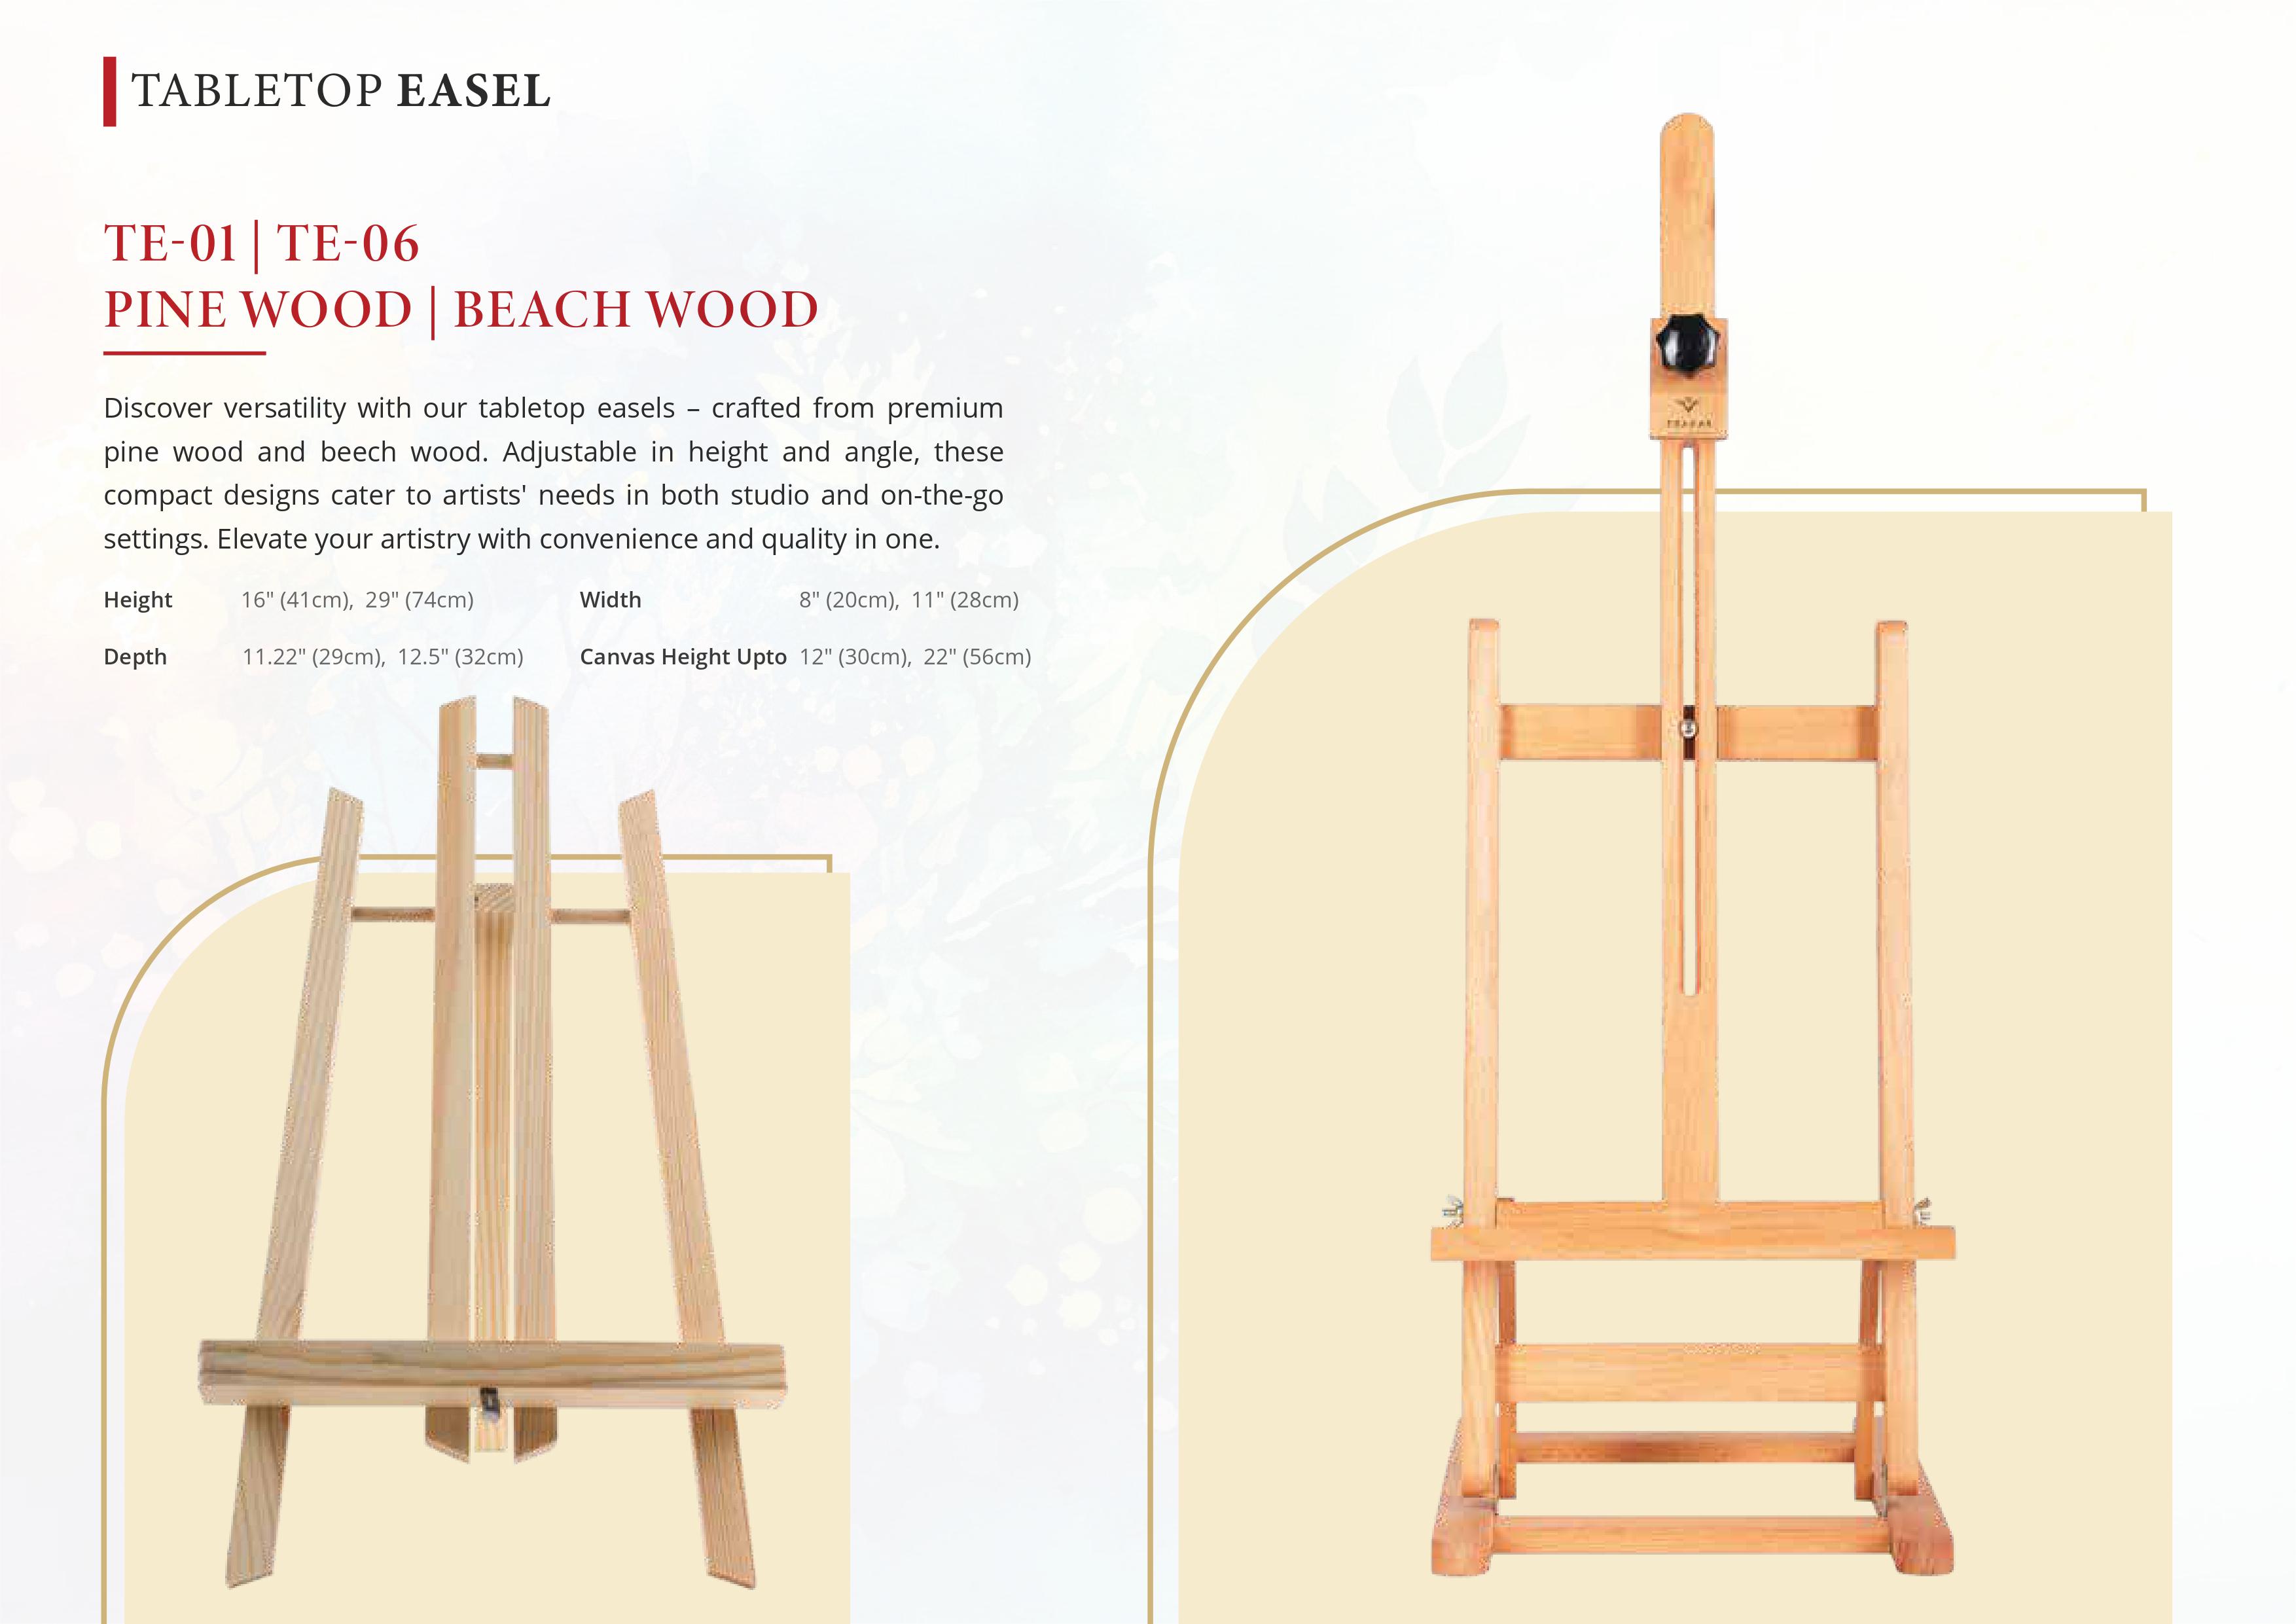 TABLETOP EASEL
TE-01 | TE-06
PINE WOOD | BEACH WOOD
Discover versatility with our tabletop easels – crafted from premium
pine wood and beech wood. Adjustable in height and angle, these
compact designs cater to artists' needs in both studio and on-the-go
settings. Elevate your artistry with convenience and quality in one.
Height 16" (41cm), 29" (74cm) Width 8" (20cm), 11" (28cm)
Depth 11.22" (29cm), 12.5" (32cm) Canvas Height Upto 12" (30cm), 22" (56cm)